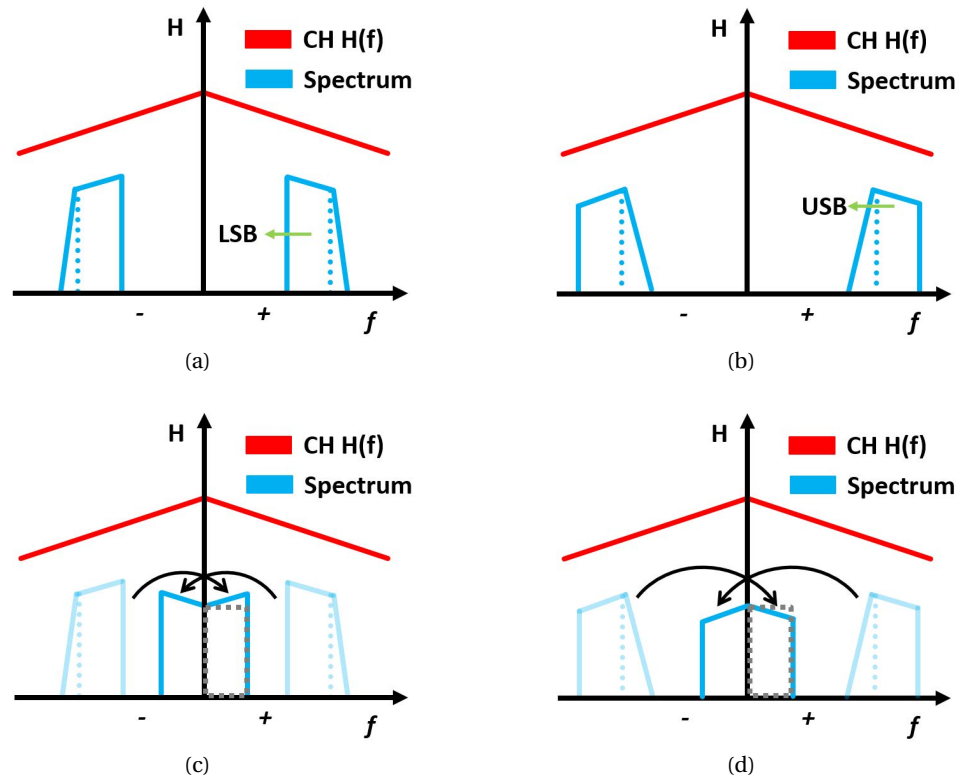 H
CH H(f)
Spectrum
LSB
-
+
f
(a)
H
CH H(f)
Spectrum
USB
-
+
f
(b)
H
CH H(f)
Spectrum
-
+
f
(c)
H
CH H(f)
Spectrum
-
+
f
(d)